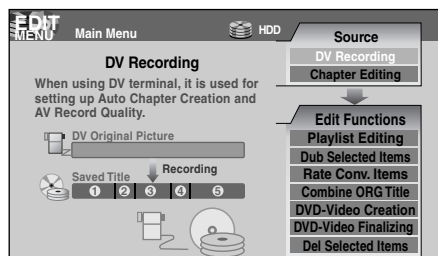 EDIT
MENU
Main Menu
HDD
DV Recording
When using DV terminal, it is used for
setting up Auto Chapter Creation and
AV Record Quality.
DV Original Picture
Recording
Saved Title
1 2 3 4 5
Source
DV Recording
Chapter Editing
Edit Functions
Playlist Editing
Dub Selected Items
Rate Conv. Items
Combine ORG Title
DVD-Video Creation
DVD-Video Finalizing
Del Selected Items